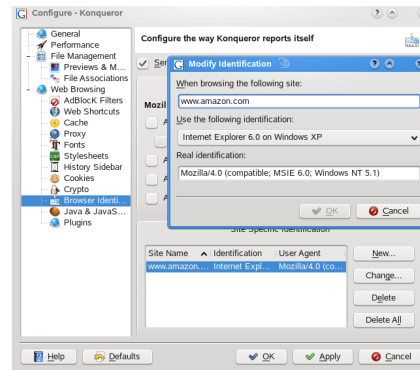 Configure - Konqueror
General
Performance
File Management
Previews & M...
File Associations
Web Browsing
AdBlocK Filters
Web Shortcuts
Cache
Proxy
Fonts
Stylesheets
History Sidebar
Cookies
Crypto
Browser Identi...
Java & JavaS...
Plugins
Configure the way Konqueror reports itself
Modify Identification
When browsing the following site:
www.amazon.com
Use the following identification:
Internet Explorer 6.0 on Windows XP
Real identification:
Mozilla/4.0 (compatible; MSIE 6.0; Windows NT 5.1)
OK Cancel
Site Specific Identification
Site Name Identification User Agent
www.amazon.... Internet Expl... Mozilla/4.0 (co...
New...
Change...
Delete
Delete All
Help Defaults OK Apply Cancel